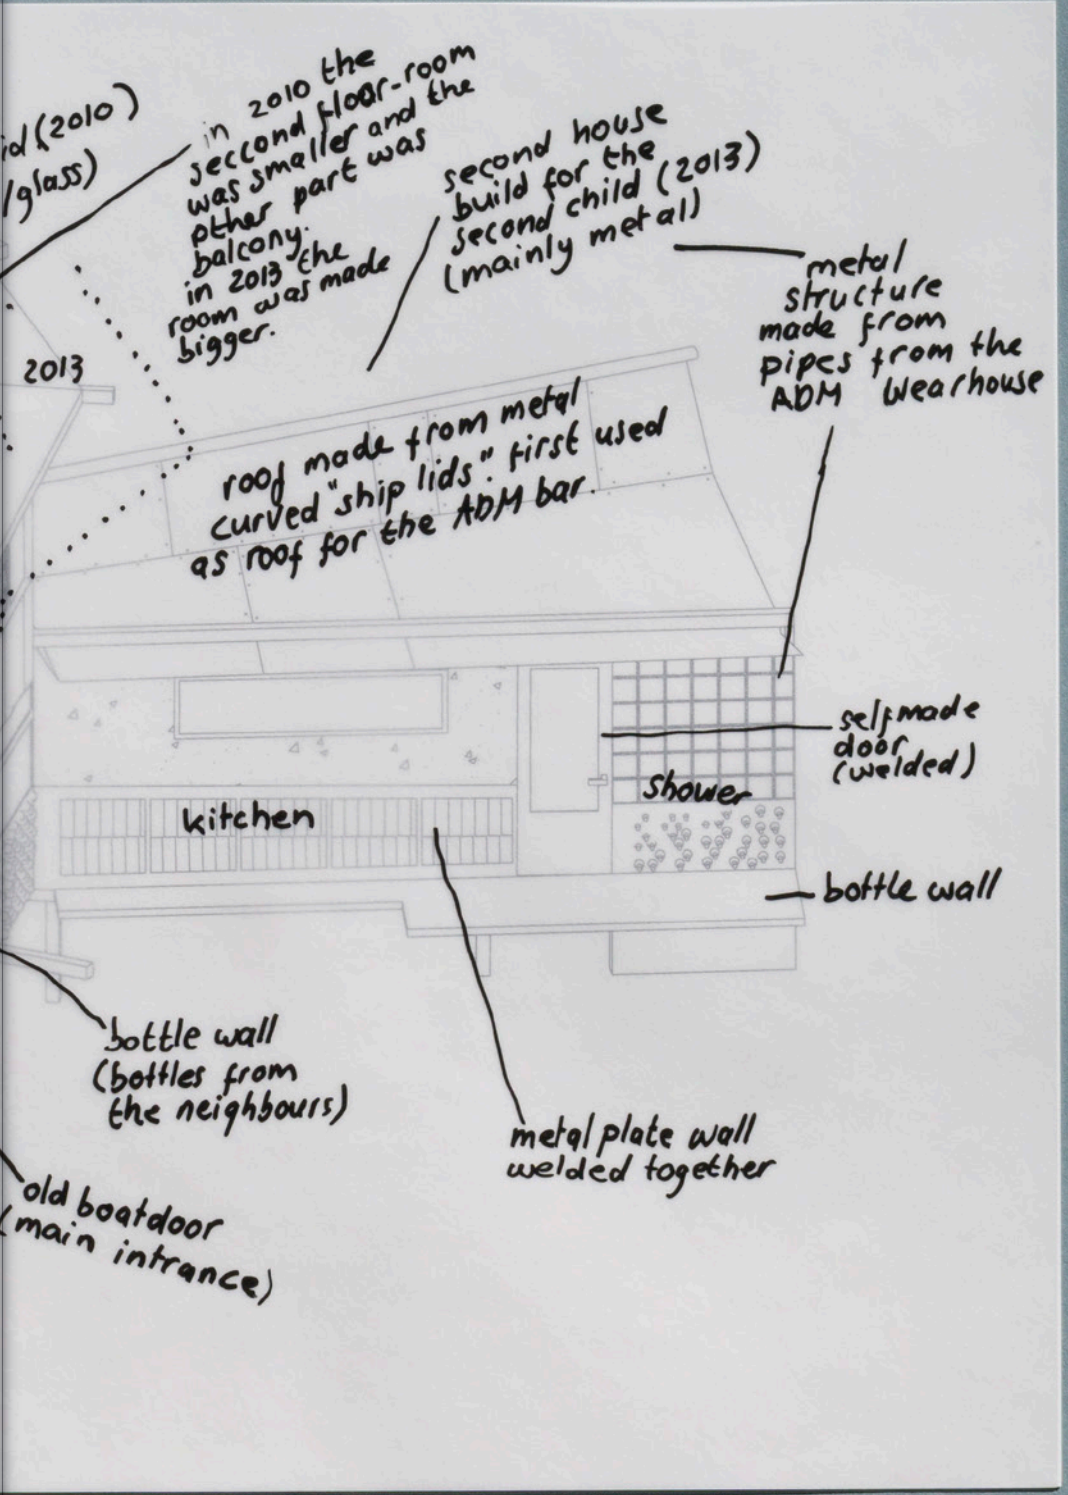 id (2010)
/glass)
in 2010 the
seccond floor-room
was smaller and the
other part was
balcony.
in 2013 the
room was made
bigger.
second house
build for the
second child (2013)
(mainly metal)
metal
structure
made from
pipes from the
ADM wearhouse
2013
roof made from metal
curved "ship lids". first used
as roof for the ADM bar.
selfmade
door
(welded)
shower
kitchen
bottle wall
bottle wall
(bottles from
the neighbours)
metal plate wall
welded together
old boatdoor
(main intrance)